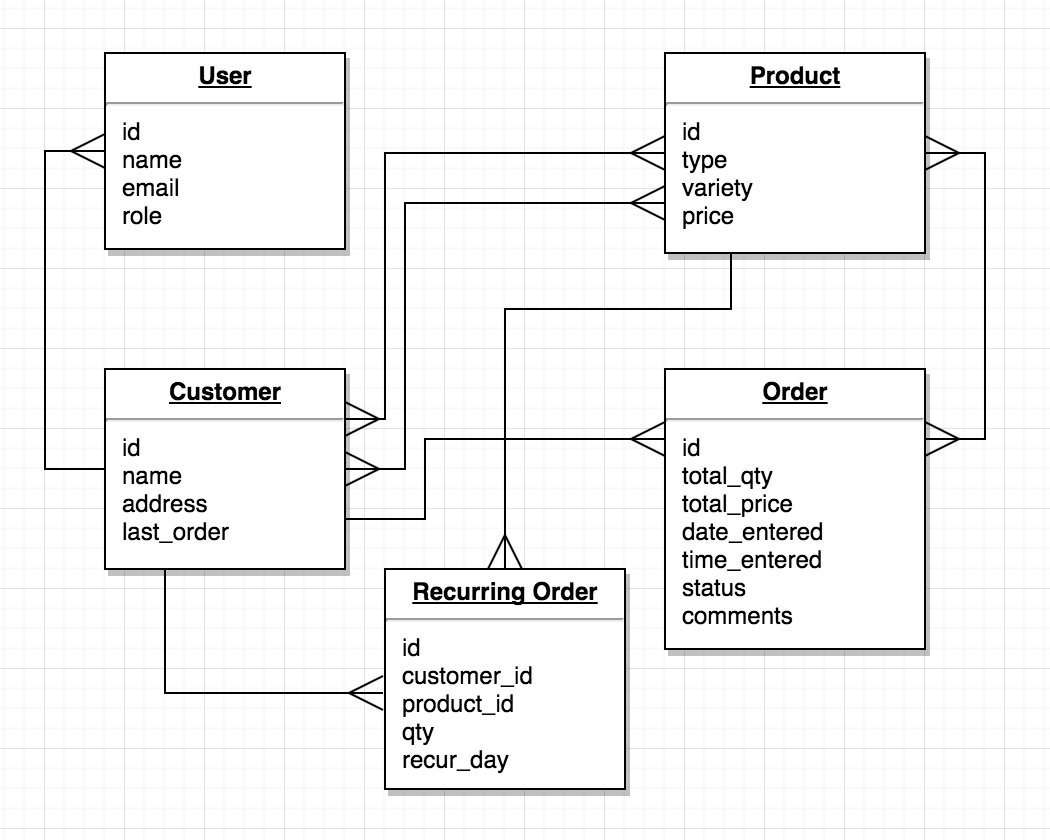 User
id
name
email
role
Product
id
type
variety
price
Customer
id
name
address
last_order
Order
id
total_qty
total_price
date_entered
time_entered
status
comments
Recurring Order
id
customer_id
product_id
qty
recur_day